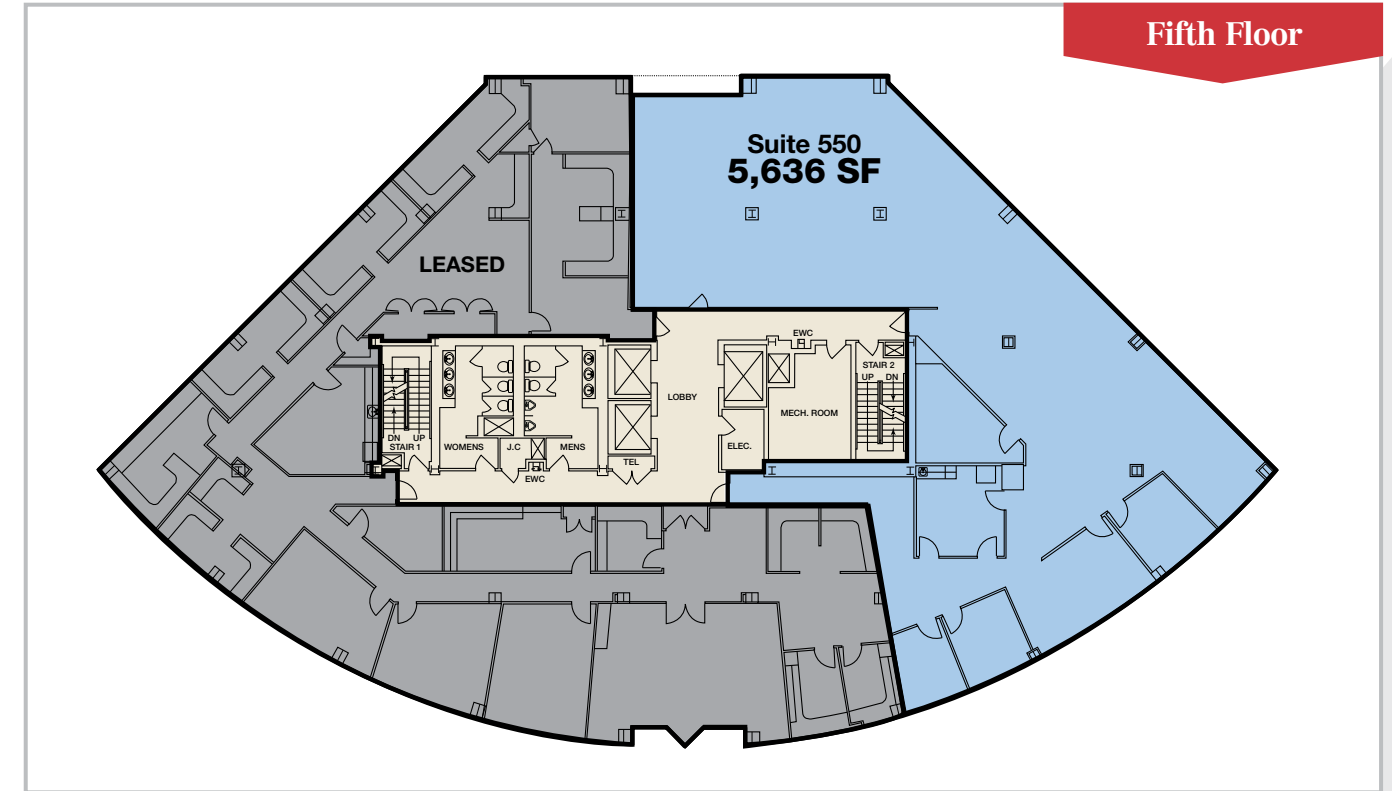 Fifth Floor
Suite 550
5,636 SF
LEASED
EWC
STAIR 2
UP DN
LOBBY
MECH. ROOM
DN UP
STAIR 1
WOMENS
J.C
MENS
ELEC.
TEL
EWC